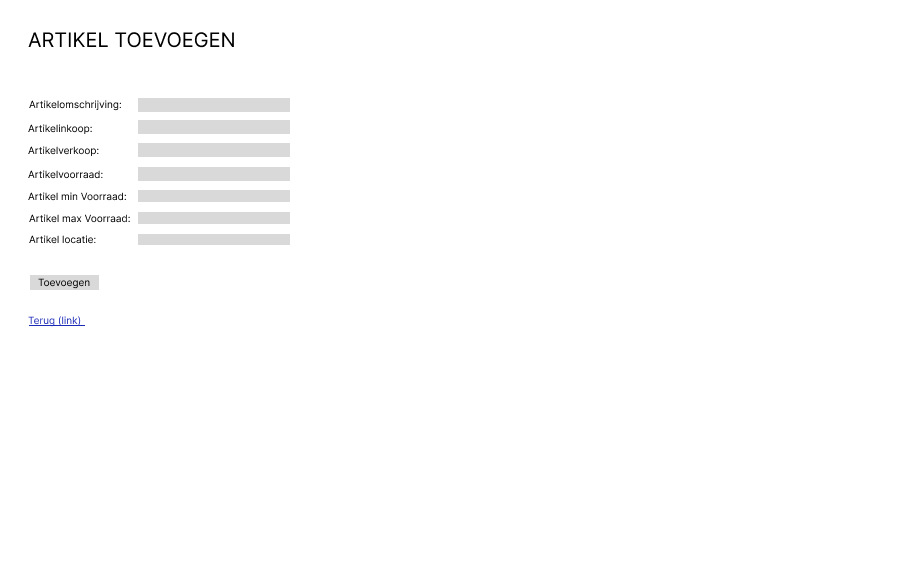 ARTIKEL TOEVOEGEN
Artikelomschrijving:
Artikelinkoop:
Artikelverkoop:
Artikelvoorraad:
Artikel min Voorraad:
Artikel max Voorraad:
Artikel locatie:
Toevoegen
Terug (link)